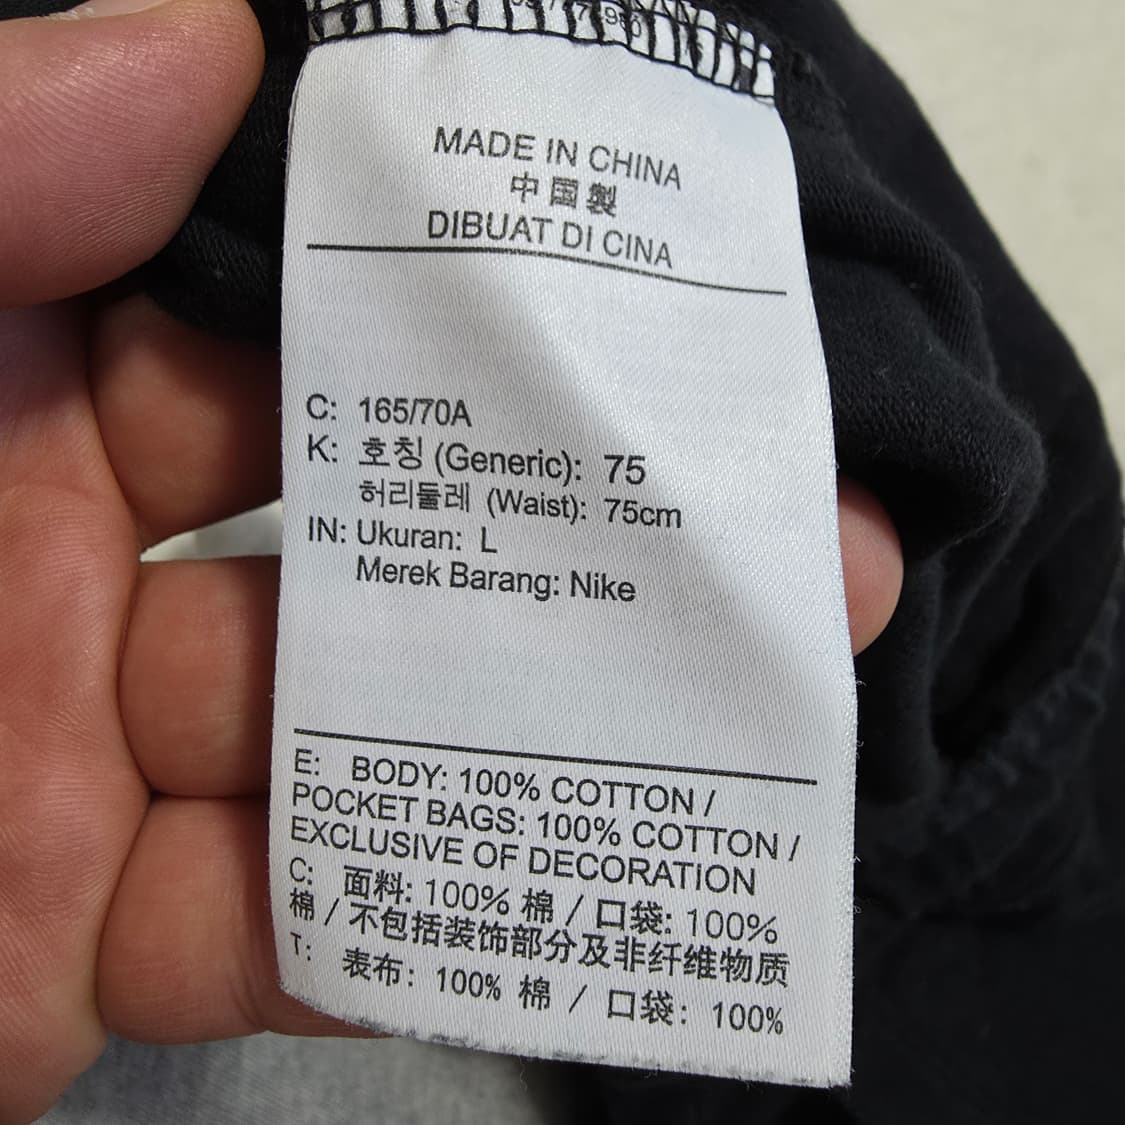 MADE IN CHINA
中国製
DIBUAT DI CINA
C: 165/70A
K: 호칭 (Generic): 75
허리둘레 (Waist): 75cm
IN: Ukuran: L
Merek Barang: Nike
E: BODY: 100% COTTON /
POCKET BAGS: 100% COTTON /
EXCLUSIVE OF DECORATION
C: 面料: 100% 棉 / 口袋: 100%
棉 / 不包括装饰部分及非纤维物质
T: 表布: 100% 棉 / 口袋: 100%